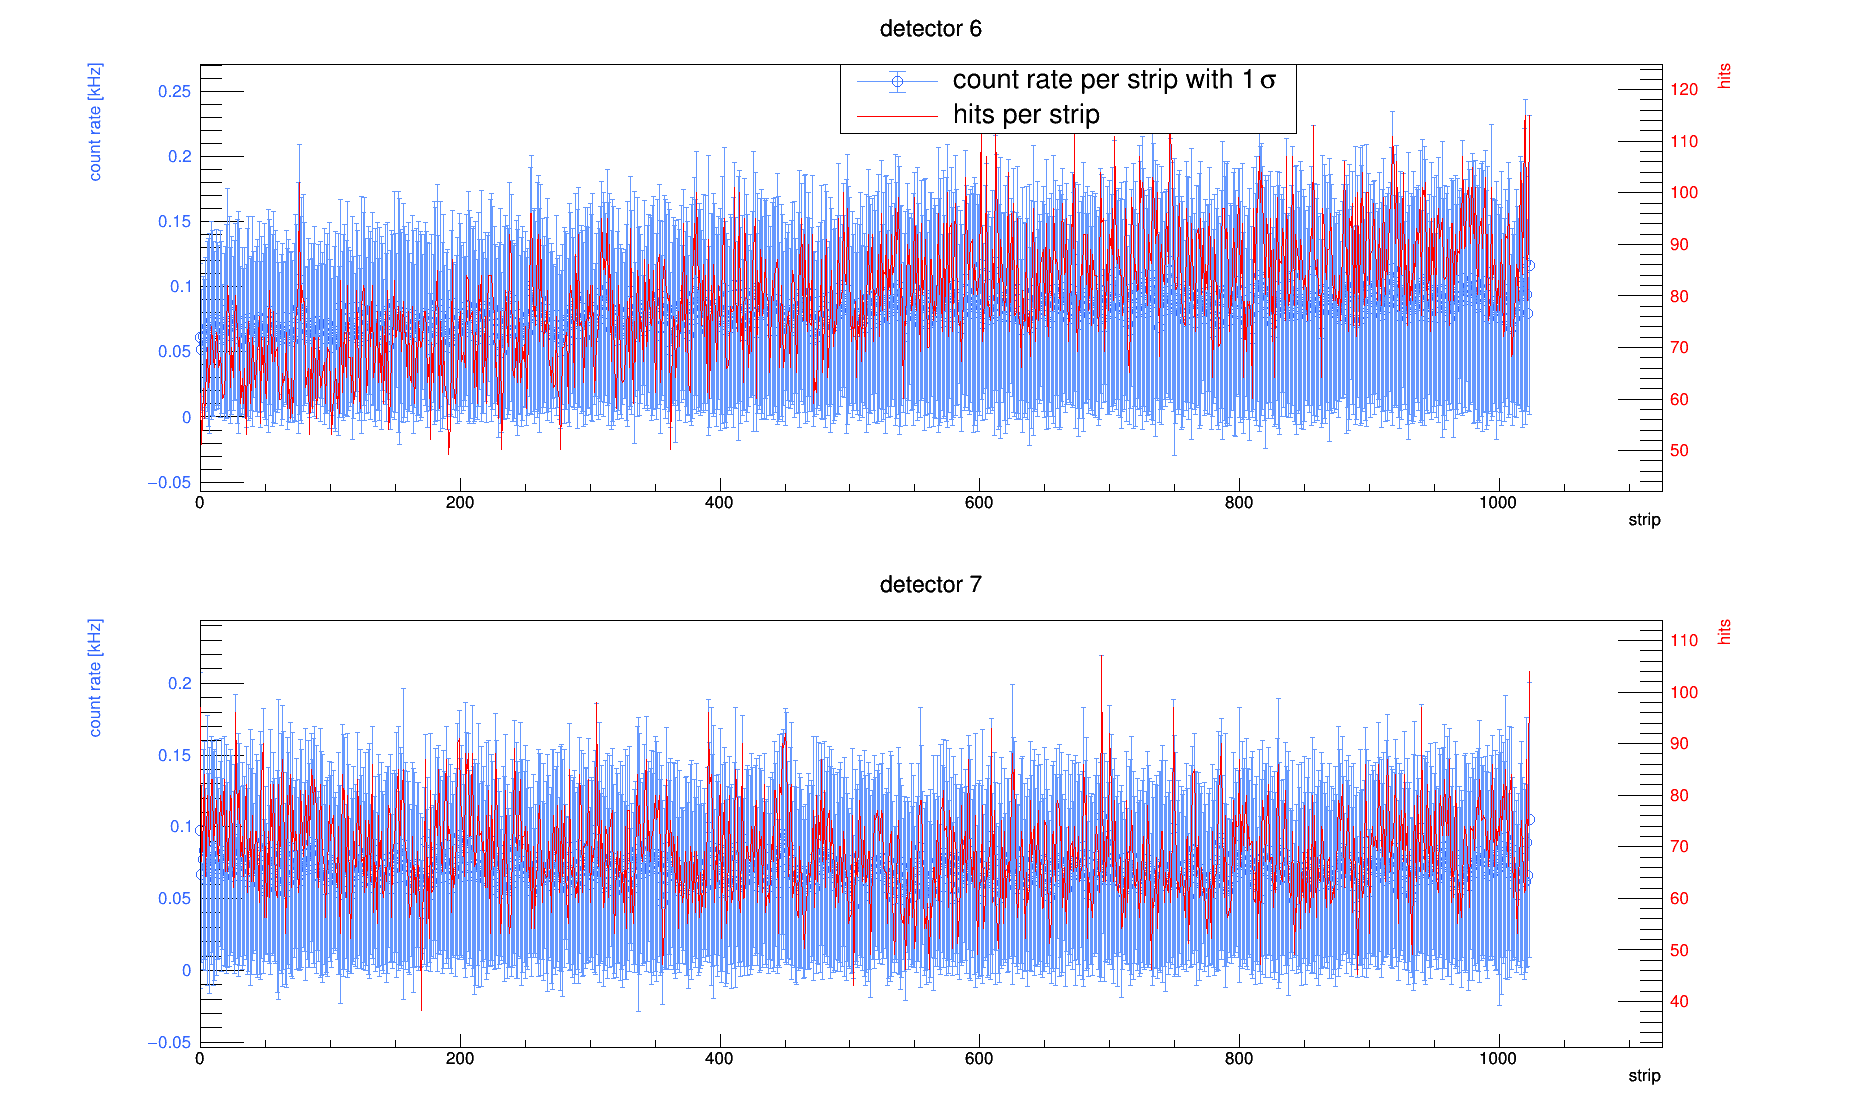 detector 6
count rate [kHz]
hits
count rate per strip with 1 σ
hits per strip
0.25
0.2
0.15
0.1
0.05
0
−0.05
120
110
100
90
80
70
60
50
0 200 400 600 800 1000
strip
detector 7
count rate [kHz]
hits
0.2
0.15
0.1
0.05
0
−0.05
110
100
90
80
70
60
50
40
0 200 400 600 800 1000
strip